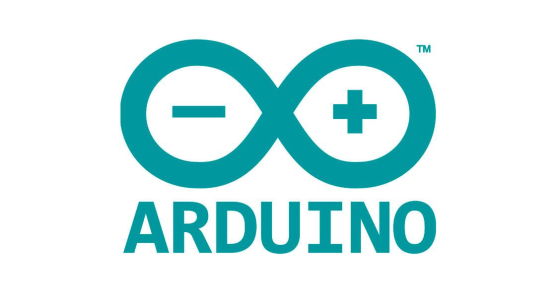 ™
− +
ARDUINO